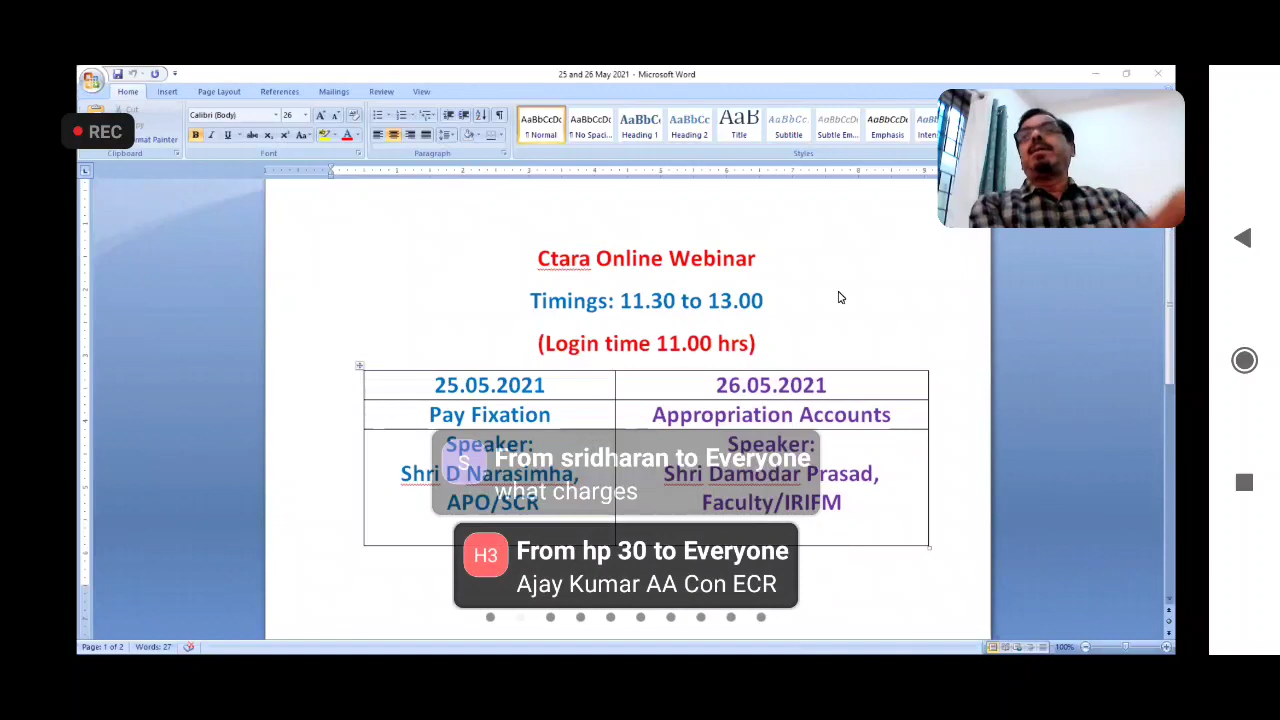 25 and 26 May 2021 - Microsoft Word
Home Insert Page Layout References Mailings Review View
REC
Cut
Format Painter
Clipboard
Calibri (Body) 26
Font
Paragraph
AaBbCcDc AaBbCcDc AaBbCc AaBbCc AaB AaBbCcDc AaBbCcDc AaBbCcDc
¶ Normal ¶ No Spaci... Heading 1 Heading 2 Title Subtitle Subtle Em... Emphasis Inten
Styles
Ctara Online Webinar
Timings: 11.30 to 13.00
(Login time 11.00 hrs)
25.05.2021 26.05.2021
Pay Fixation Appropriation Accounts
Speaker: Speaker:
Shri D Narasimha, Shri Damodar Prasad,
APO/SCR Faculty/IRIFM
S
From sridharan to Everyone
what charges
H3
From hp 30 to Everyone
Ajay Kumar AA Con ECR
Page: 1 of 2 Words: 27 100%